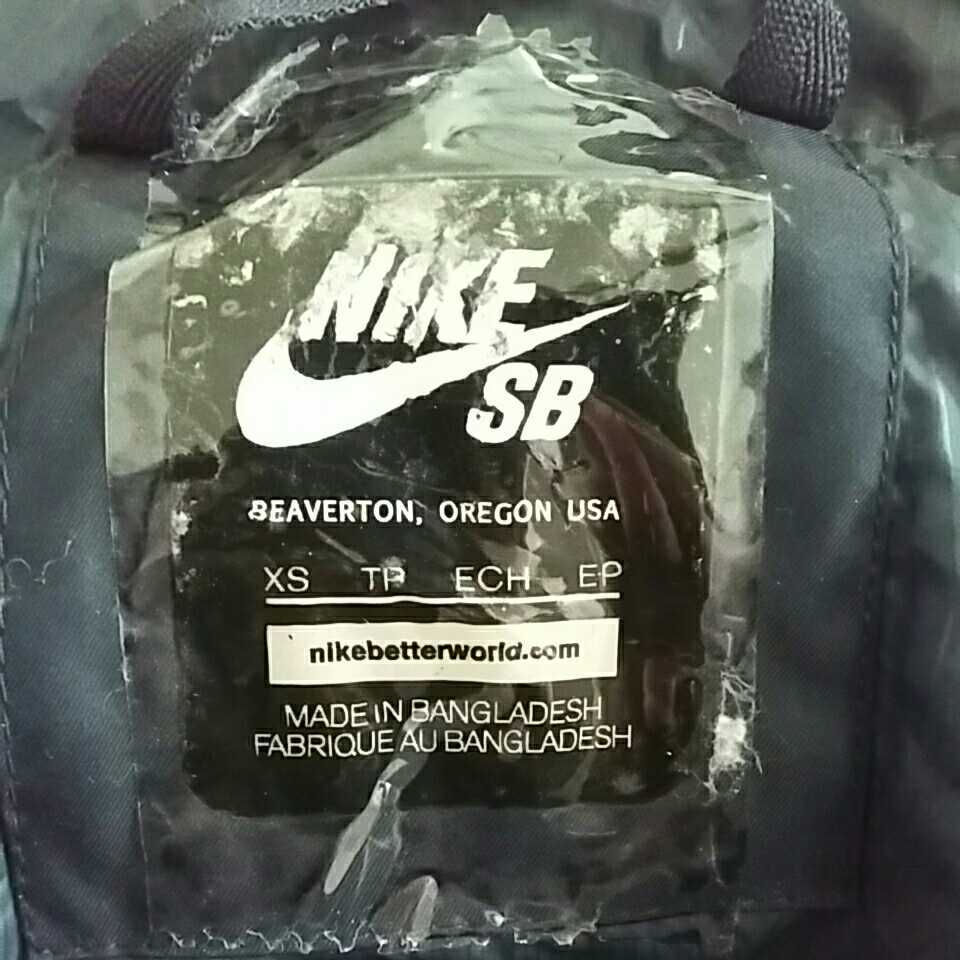 NIKE
SB
BEAVERTON, OREGON USA
XS TP ECH EP
nikebetterworld.com
MADE IN BANGLADESH
FABRIQUE AU BANGLADESH